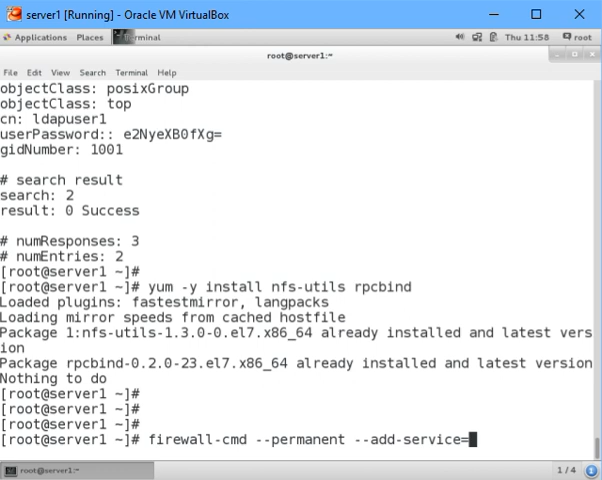 server1 [Running] - Oracle VM VirtualBox
Applications Places Terminal Thu 11:58 root
root@server1:~
File Edit View Search Terminal Help
objectClass: posixGroup
objectClass: top
cn: ldapuser1
userPassword:: e2NyeXB0fXg=
gidNumber: 1001
# search result
search: 2
result: 0 Success
# numResponses: 3
# numEntries: 2
[root@server1 ~]#
[root@server1 ~]# yum -y install nfs-utils rpcbind
Loaded plugins: fastestmirror, langpacks
Loading mirror speeds from cached hostfile
Package 1:nfs-utils-1.3.0-0.el7.x86_64 already installed and latest vers
ion
Package rpcbind-0.2.0-23.el7.x86_64 already installed and latest version
Nothing to do
[root@server1 ~]#
[root@server1 ~]#
[root@server1 ~]#
[root@server1 ~]# firewall-cmd --permanent --add-service=
root@server1:~ 1 / 4 1